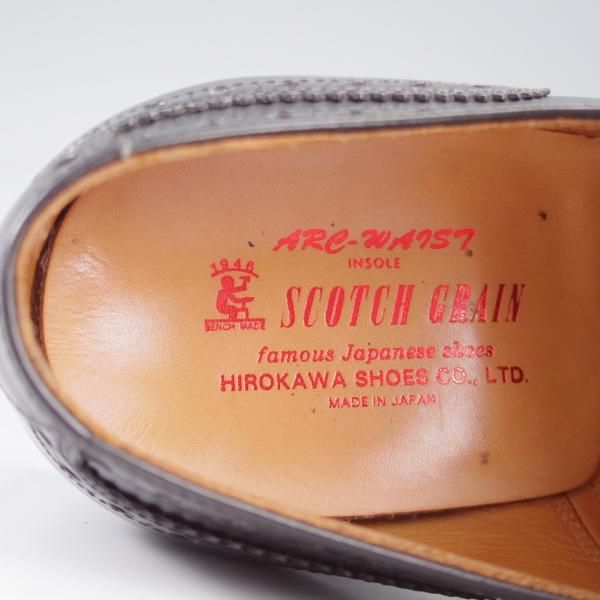 ARC-WAIST
INSOLE
1946
BENCH MADE
SCOTCH GRAIN
famous Japanese shoes
HIROKAWA SHOES CO., LTD.
MADE IN JAPAN